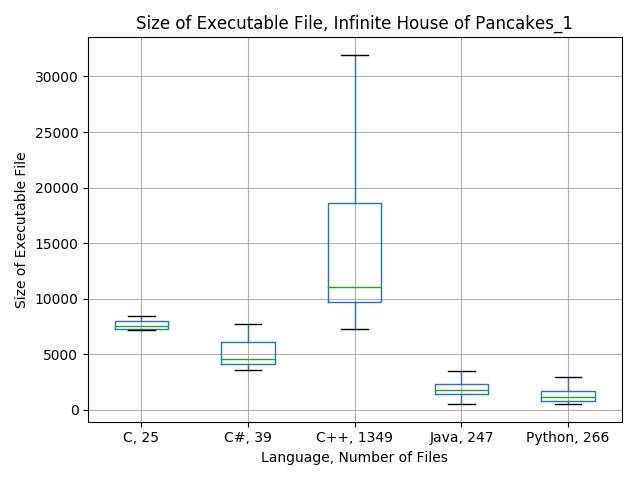 Size of Executable File, Infinite House of Pancakes_1
Size of Executable File
30000
25000
20000
15000
10000
5000
0
C, 25
C#, 39
C++, 1349
Java, 247
Python, 266
Language, Number of Files